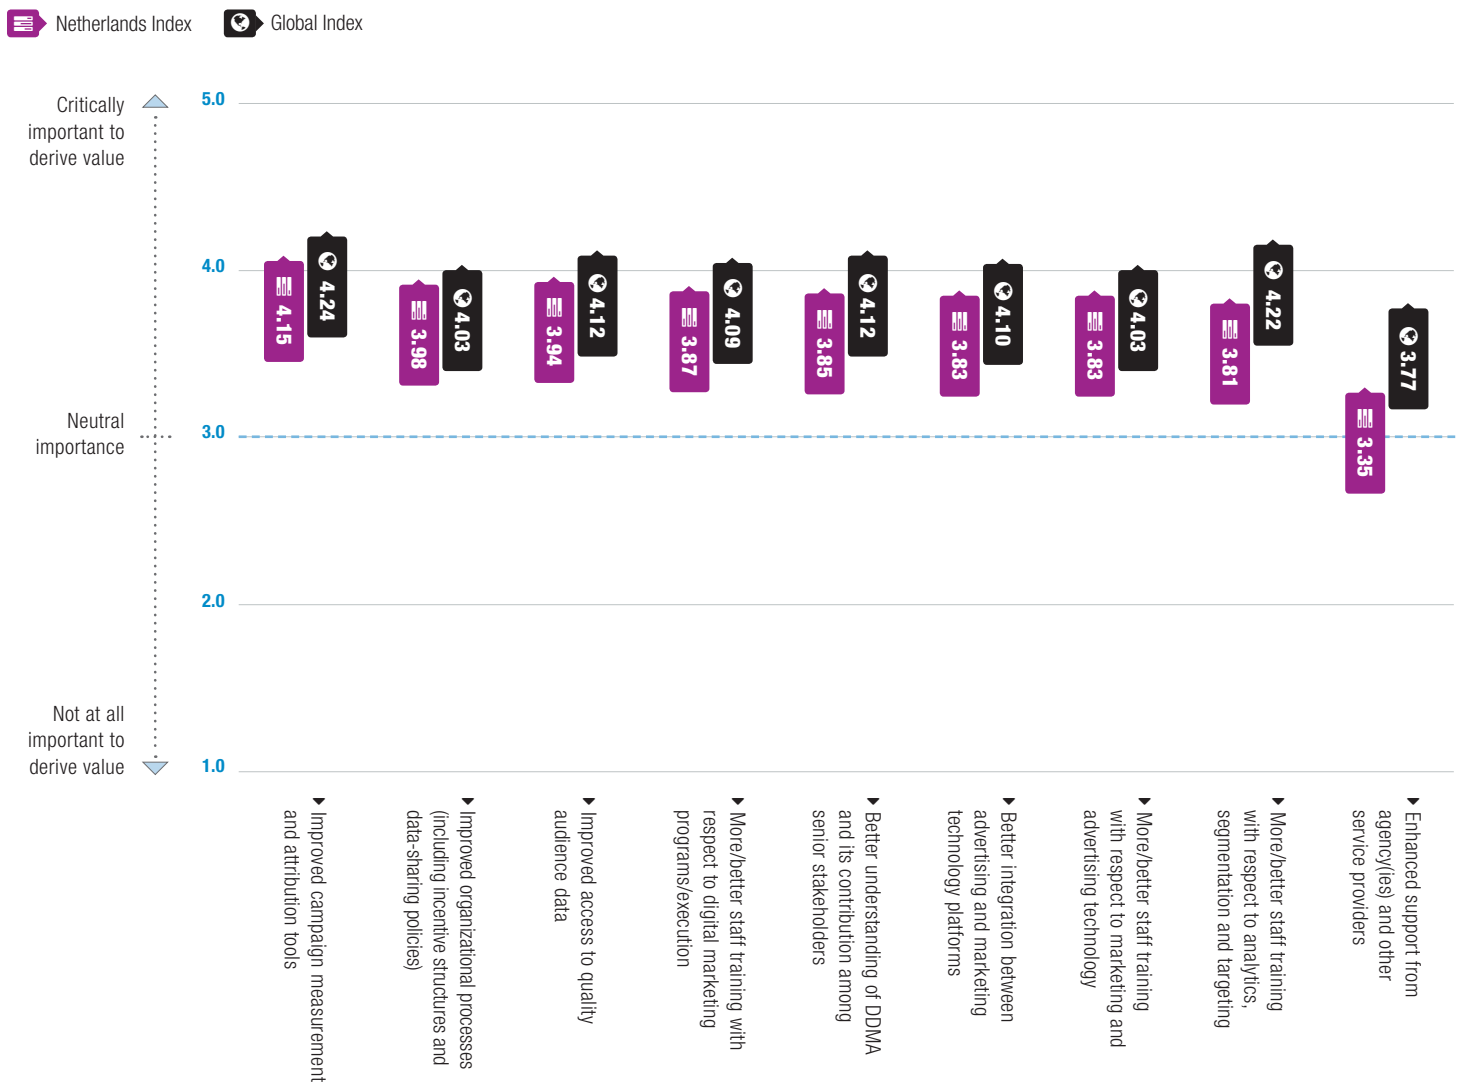 Netherlands Index
Global Index
Critically
important to
derive value
Neutral
importance
Not at all
important to
derive value
5.0
4.0
3.0
2.0
1.0
4.15
4.24
3.98
4.03
3.94
4.12
3.87
4.09
3.85
4.12
3.83
4.10
3.83
4.03
3.81
4.22
3.35
3.77
Improved campaign measurement
and attribution tools
Improved organizational processes
(including incentive structures and
data-sharing policies)
Improved access to quality
audience data
More/better staff training with
respect to digital marketing
programs/execution
Better understanding of DDMA
and its contribution among
senior stakeholders
Better integration between
advertising and marketing
technology platforms
More/better staff training
with respect to marketing and
advertising technology
More/better staff training
with respect to analytics,
segmentation and targeting
Enhanced support from
agency(ies) and other
service providers